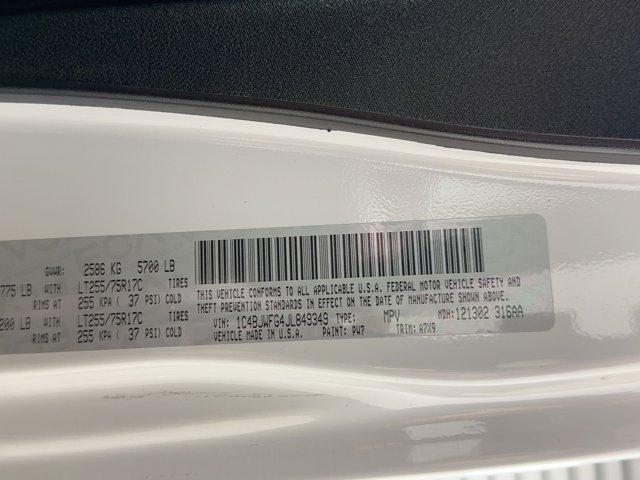 GVWR: 2586 KG 5700 LB
775 LB WITH LT255/75R17C TIRES
RIMS AT 255 KPA ( 37 PSI) COLD
200 LB WITH LT255/75R17C TIRES
RIMS AT 255 KPA ( 37 PSI) COLD
THIS VEHICLE CONFORMS TO ALL APPLICABLE U.S.A. FEDERAL MOTOR VEHICLE SAFETY AND
THEFT PREVENTION STANDARDS IN EFFECT ON THE DATE OF MANUFACTURE SHOWN ABOVE.
VIN: 1C4BJWFG4JL849349 TYPE: MPV MDH: 121302 316AA
VEHICLE MADE IN U.S.A. PAINT: PW7 TRIM: A7X9